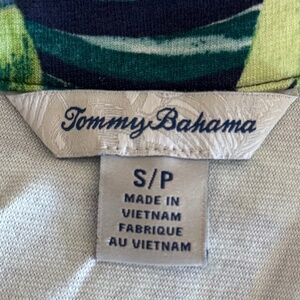 Tommy Bahama
S/P
MADE IN
VIETNAM
FABRIQUE
AU VIETNAM